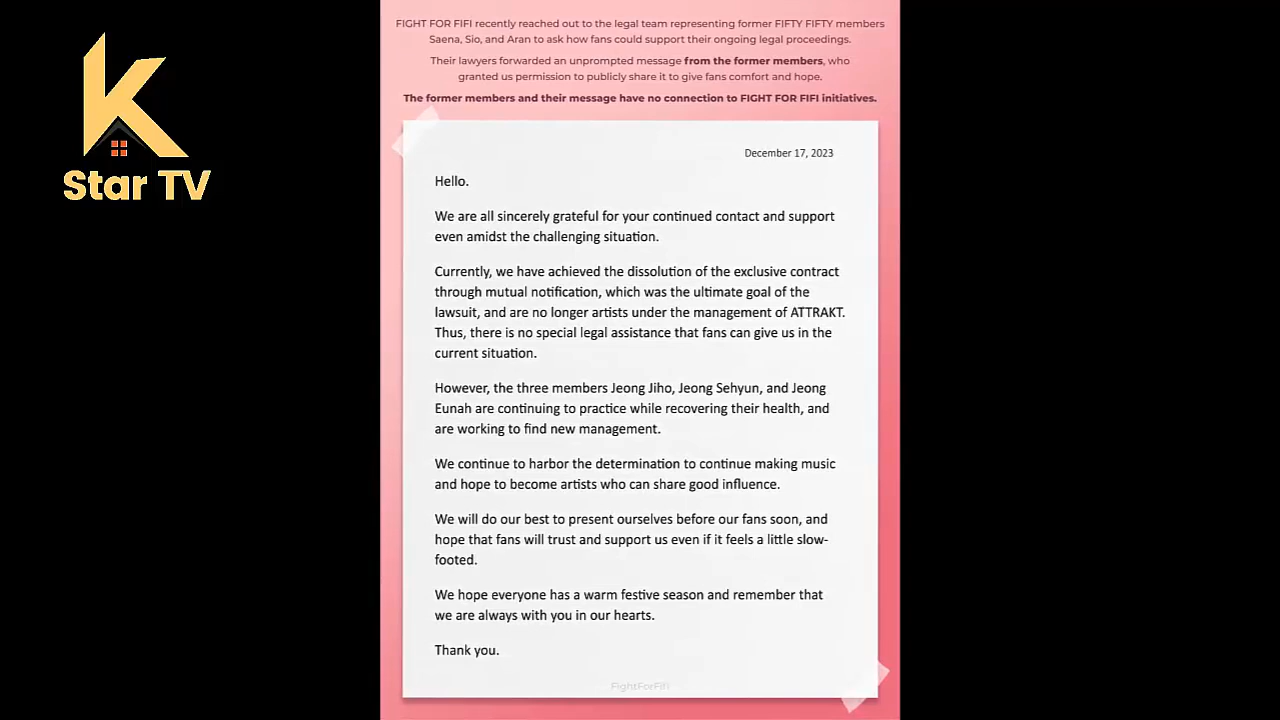 K
Star TV
FIGHT FOR FIFI recently reached out to the legal team representing former FIFTY FIFTY members
Saena, Sio, and Aran to ask how fans could support their ongoing legal proceedings.
Their lawyers forwarded an unprompted message from the former members, who
granted us permission to publicly share it to give fans comfort and hope.
The former members and their message have no connection to FIGHT FOR FIFI initiatives.
December 17, 2023
Hello.
We are all sincerely grateful for your continued contact and support
even amidst the challenging situation.
Currently, we have achieved the dissolution of the exclusive contract
through mutual notification, which was the ultimate goal of the
lawsuit, and are no longer artists under the management of ATTRAKT.
Thus, there is no special legal assistance that fans can give us in the
current situation.
However, the three members Jeong Jiho, Jeong Sehyun, and Jeong
Eunah are continuing to practice while recovering their health, and
are working to find new management.
We continue to harbor the determination to continue making music
and hope to become artists who can share good influence.
We will do our best to present ourselves before our fans soon, and
hope that fans will trust and support us even if it feels a little slow-
footed.
We hope everyone has a warm festive season and remember that
we are always with you in our hearts.
Thank you.
FightForFifi